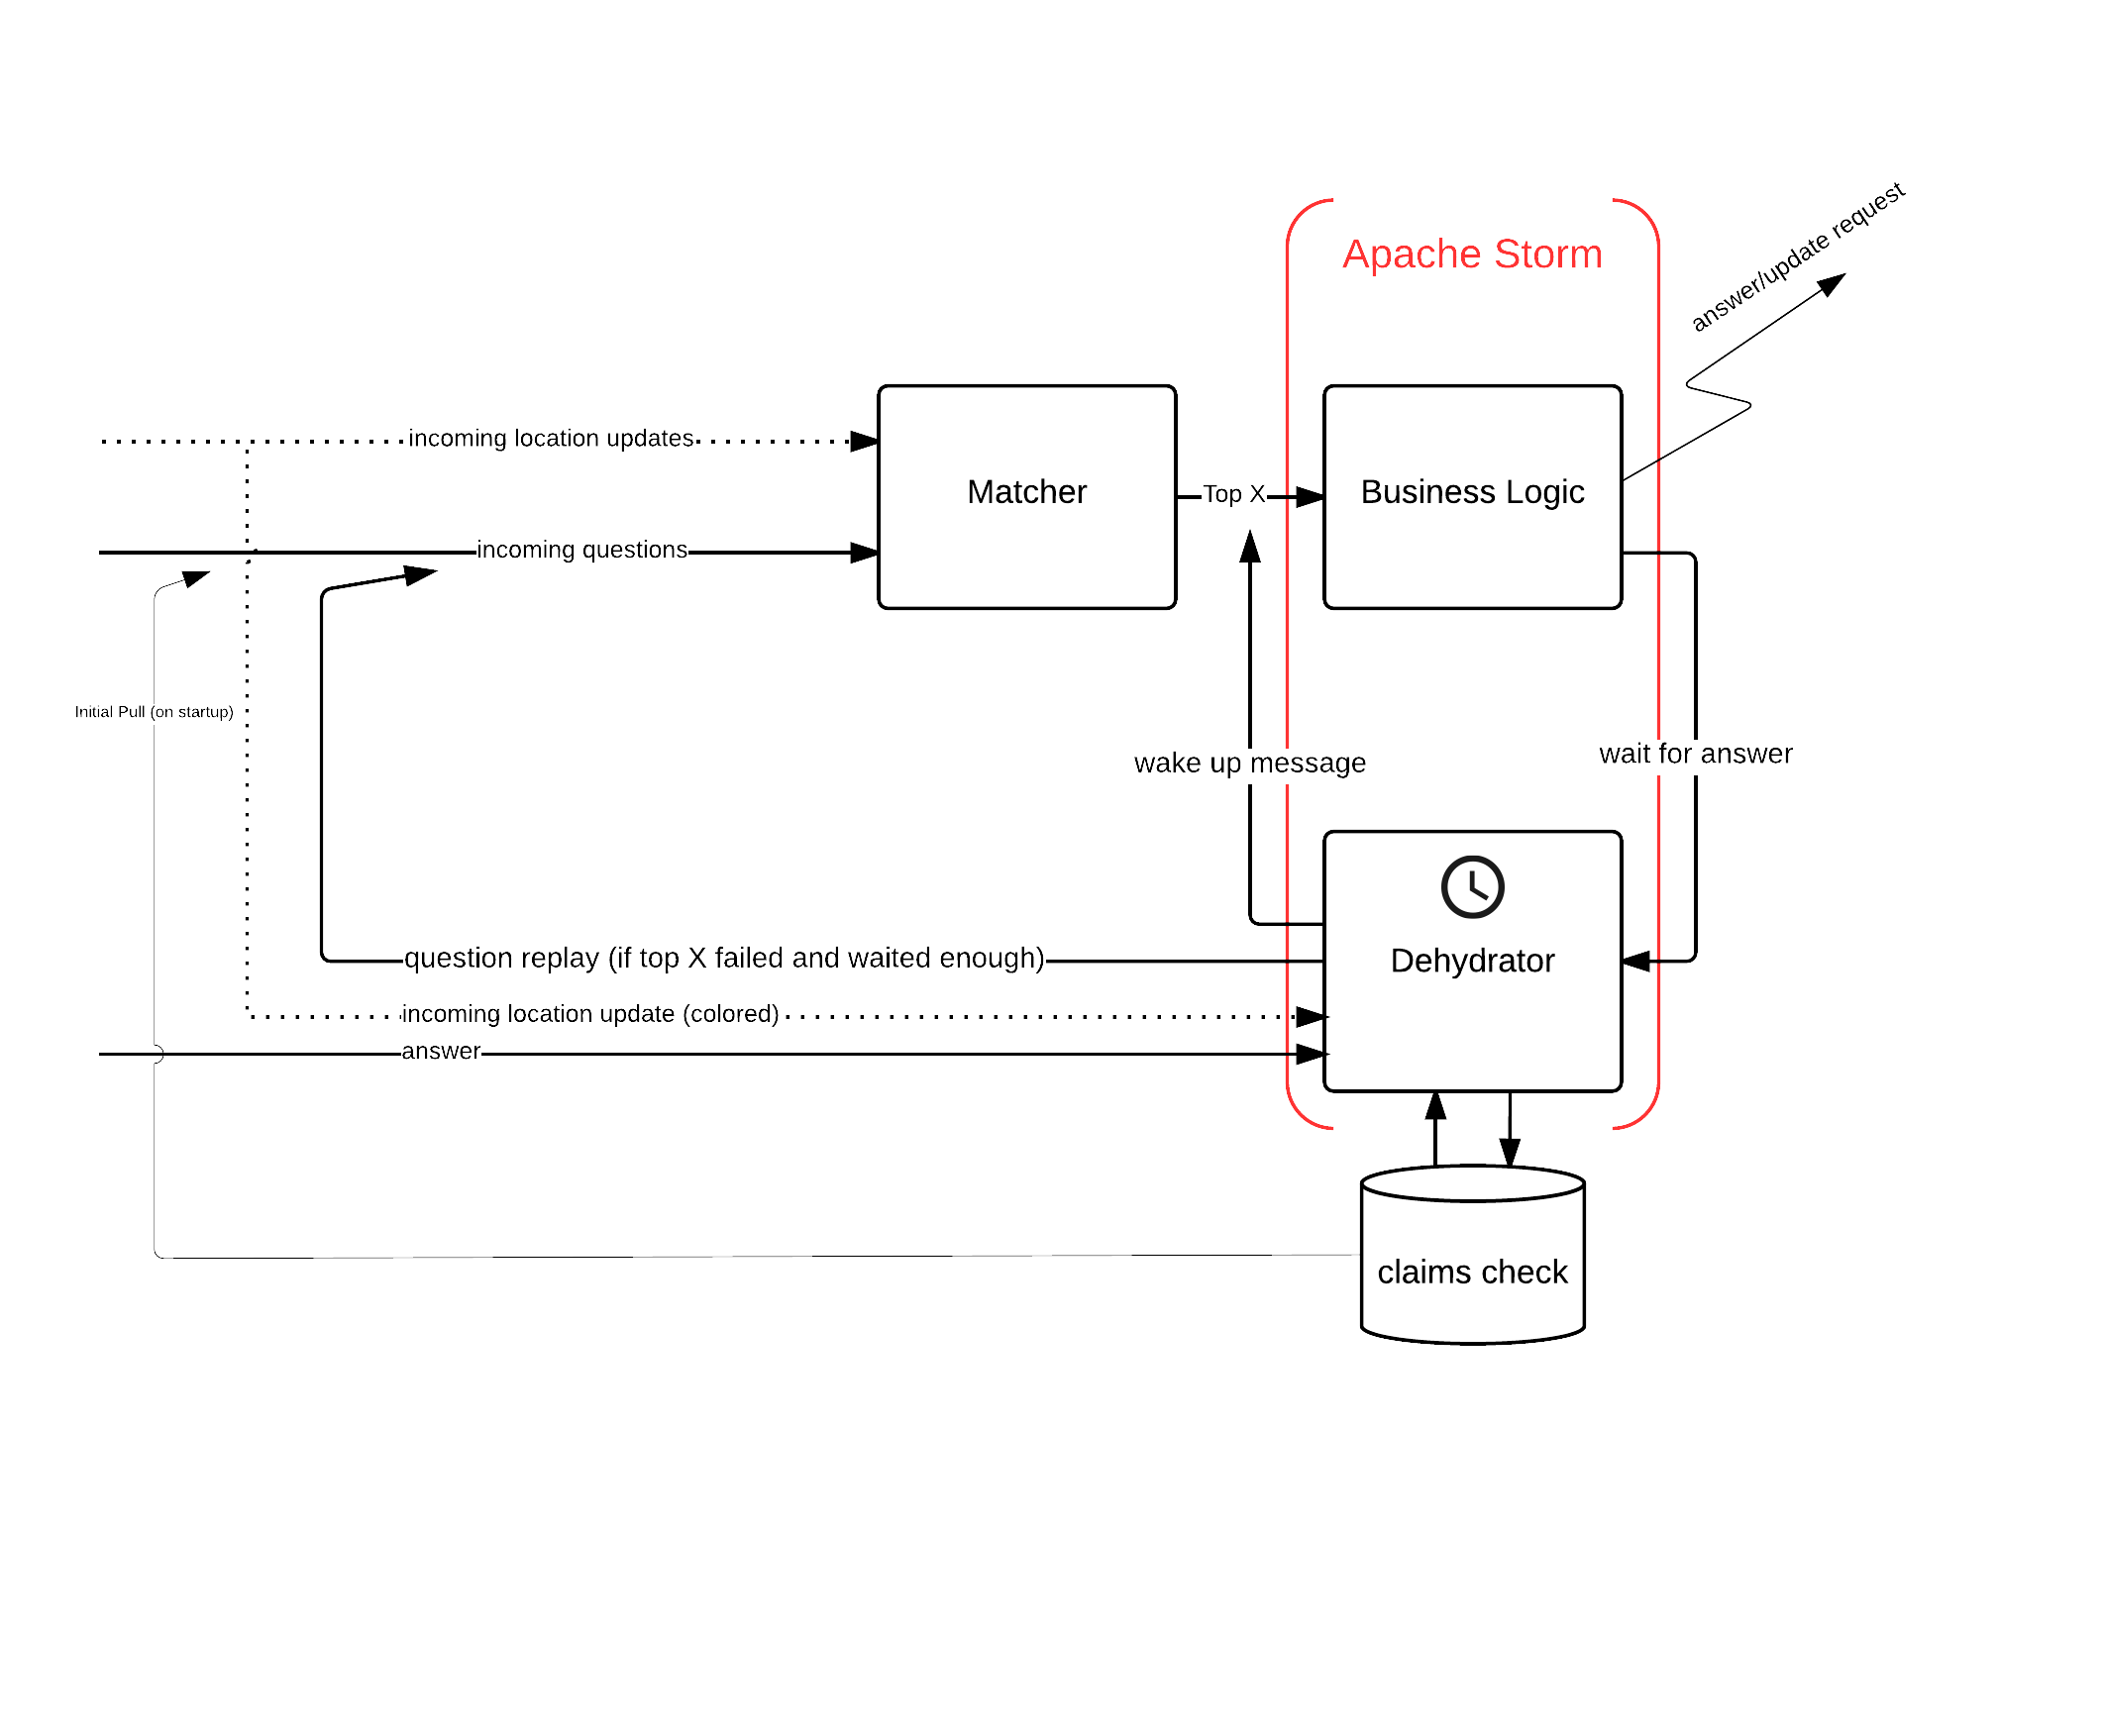 answer/update request
Apache Storm
incoming location updates
Matcher
Top X
Business Logic
incoming questions
Initial Pull (on startup)
wake up message
wait for answer
question replay (if top X failed and waited enough)
Dehydrator
incoming location update (colored)
answer
claims check